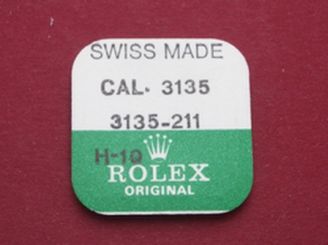 SWISS MADE
CAL. 3135
3135-211
H-10
ROLEX
ORIGINAL